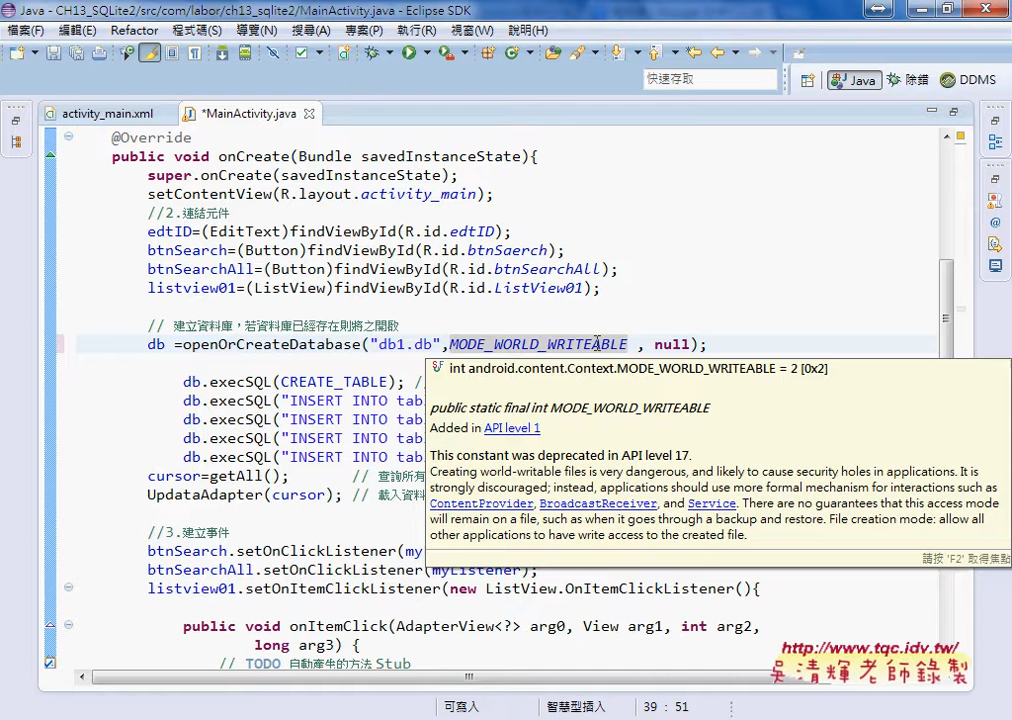 Java - CH13_SQLite2/src/com/labor/ch13_sqlite2/MainActivity.java - Eclipse SDK
檔案(F) 編輯(E) Refactor 程式碼(S) 導覽(N) 搜尋(A) 專案(P) 執行(R) 視窗(W) 說明(H)
快速存取 Java 除錯 DDMS
activity_main.xml *MainActivity.java
@Override
public void onCreate(Bundle savedInstanceState){
super.onCreate(savedInstanceState);
setContentView(R.layout.activity_main);
//2.連結元件
edtID=(EditText)findViewById(R.id.edtID);
btnSearch=(Button)findViewById(R.id.btnSaerch);
btnSearchAll=(Button)findViewById(R.id.btnSearchAll);
listview01=(ListView)findViewById(R.id.ListView01);
// 建立資料庫，若資料庫已經存在則將之開啟
db =openOrCreateDatabase("db1.db",MODE_WORLD_WRITEABLE , null);
int android.content.Context.MODE_WORLD_WRITEABLE = 2 [0x2]
public static final int MODE_WORLD_WRITEABLE
Added in API level 1
This constant was deprecated in API level 17.
Creating world-writable files is very dangerous, and likely to cause security holes in applications. It is
strongly discouraged; instead, applications should use more formal mechanism for interactions such as
ContentProvider, BroadcastReceiver, and Service. There are no guarantees that this access mode
will remain on a file, such as when it goes through a backup and restore. File creation mode: allow all
other applications to have write access to the created file.
請按 'F2' 取得焦點
db.execSQL(CREATE_TABLE); //
db.execSQL("INSERT INTO tab
db.execSQL("INSERT INTO tab
db.execSQL("INSERT INTO tab
db.execSQL("INSERT INTO tab
cursor=getAll(); // 查詢所有
UpdataAdapter(cursor); // 載入資料
//3.建立事件
btnSearch.setOnClickListener(my
btnSearchAll.setOnClickListener(myListener);
listview01.setOnItemClickListener(new ListView.OnItemClickListener(){
public void onItemClick(AdapterView<?> arg0, View arg1, int arg2,
long arg3) {
// TODO 自動產生的方法 Stub
http://www.tqc.idv.tw/
吳清輝老師錄製
可寫入 智慧型插入 39 : 51